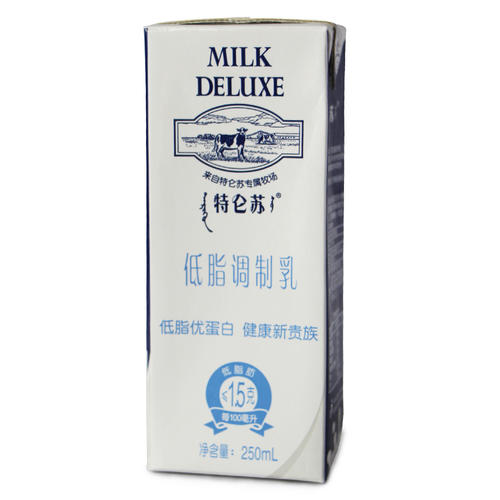 MILK
DELUXE
来自特仑苏专属牧场
特仑苏®
低脂调制乳
低脂优蛋白 健康新贵族
低脂肪
≤1.5克
每100毫升
净含量：250mL